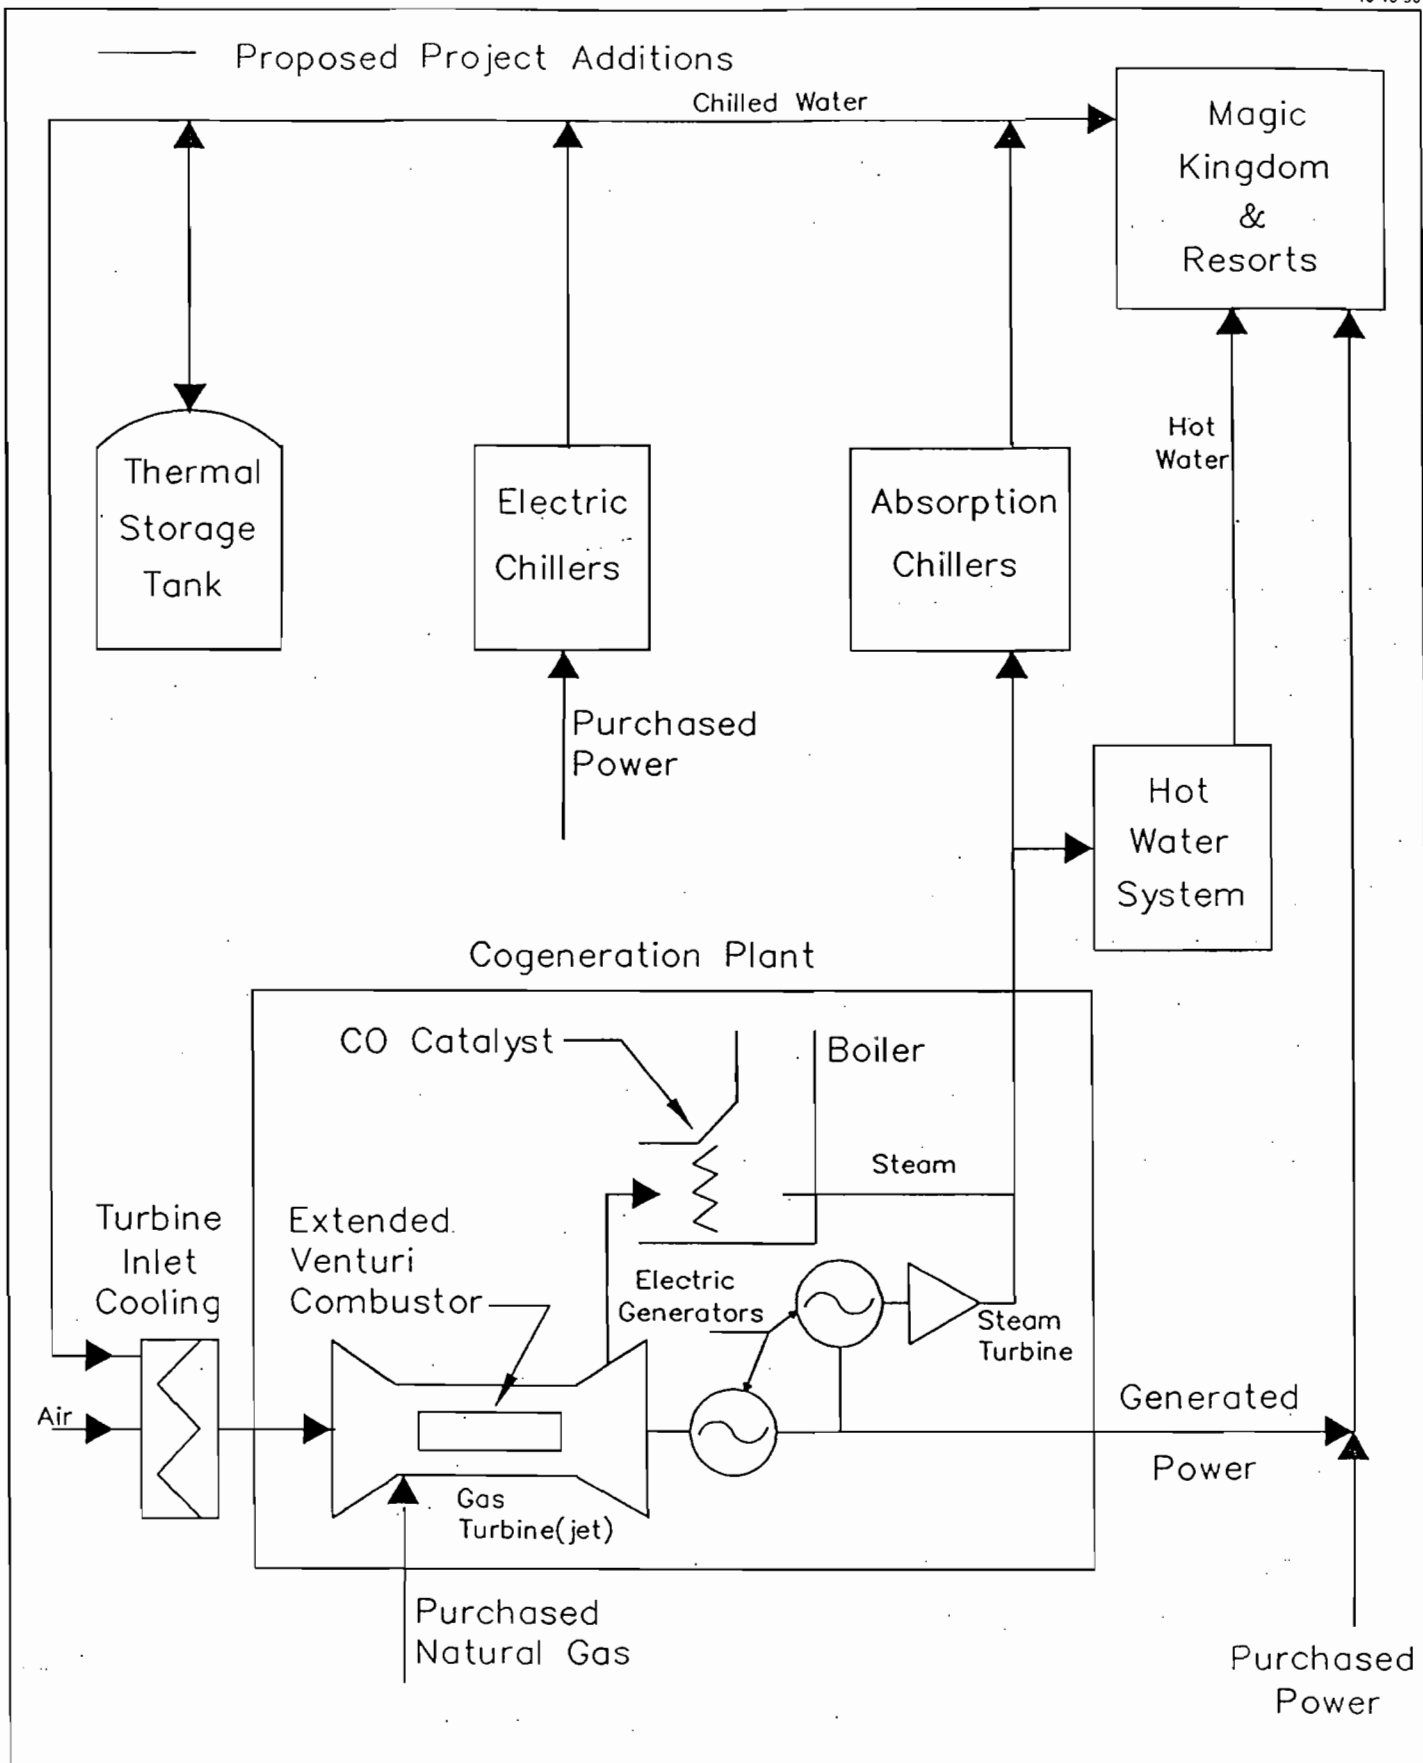 Proposed Project Additions
Chilled Water
Magic
Kingdom
&
Resorts
Hot
Water
Thermal
Storage
Tank
Electric
Chillers
Absorption
Chillers
Purchased
Power
Hot
Water
System
Cogeneration Plant
CO Catalyst
Boiler
Steam
Turbine
Inlet
Cooling
Extended
Venturi
Combustor
Electric
Generators
Steam
Turbine
Air
Generated
Power
Gas
Turbine(jet)
Purchased
Natural Gas
Purchased
Power